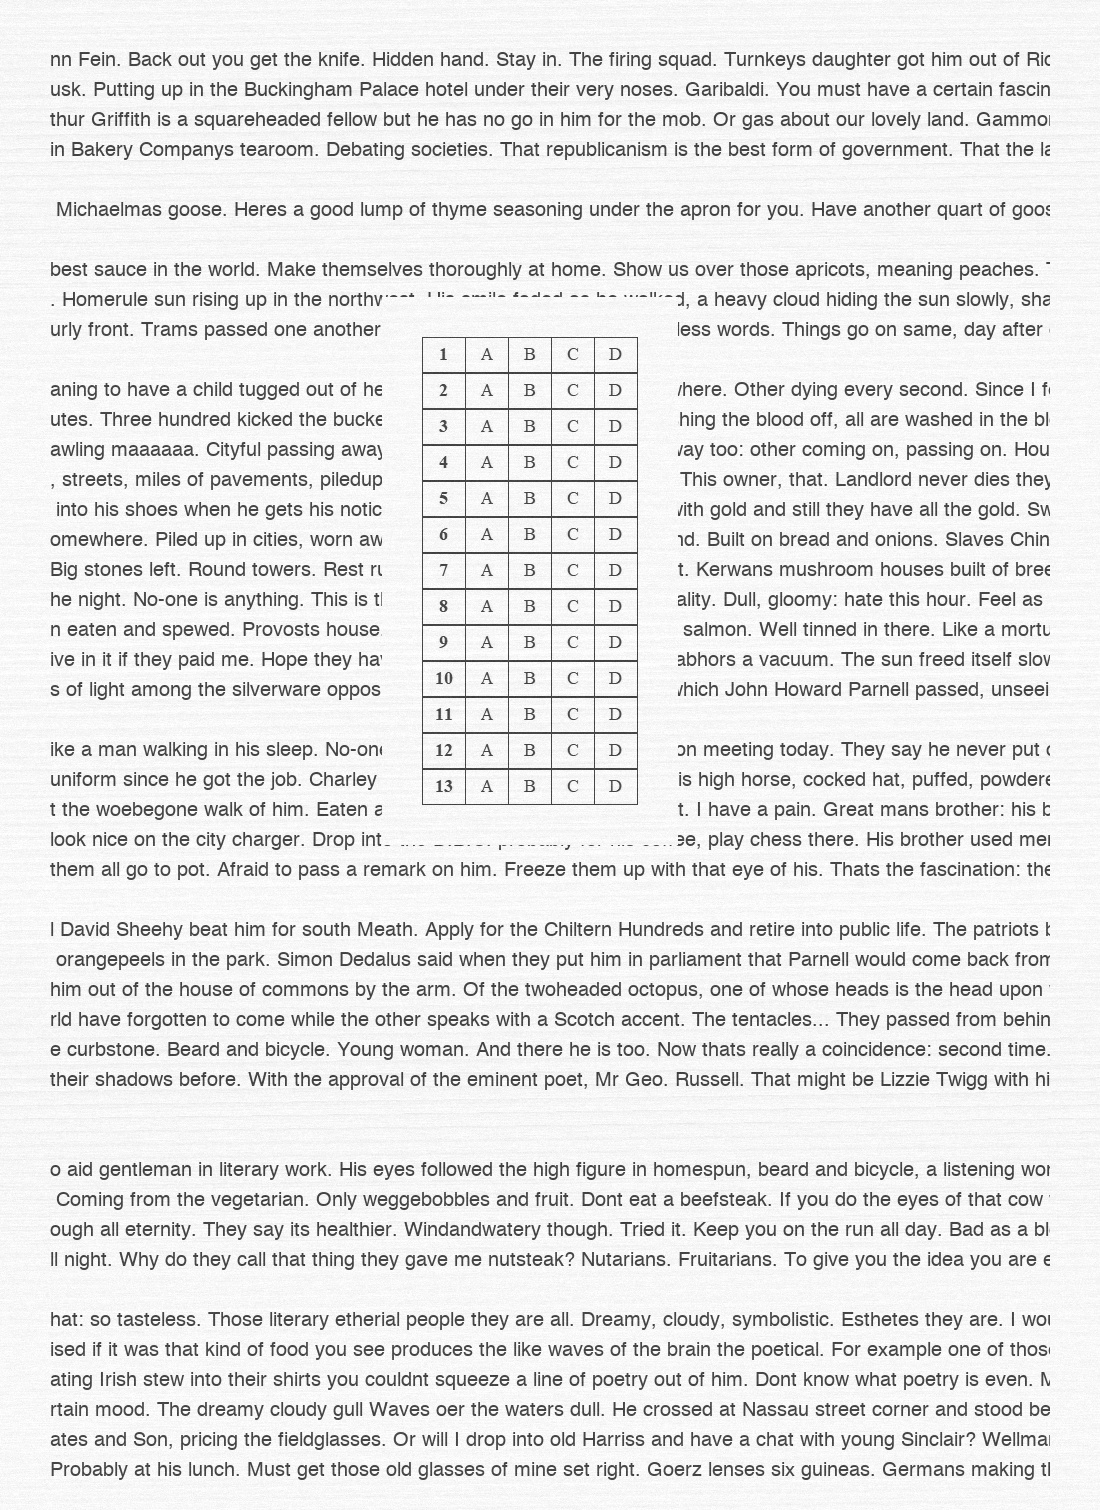 nn Fein. Back out you get the knife. Hidden hand. Stay in. The firing squad. Turnkeys daughter got him out of Ric
usk. Putting up in the Buckingham Palace hotel under their very noses. Garibaldi. You must have a certain fascin
thur Griffith is a squareheaded fellow but he has no go in him for the mob. Or gas about our lovely land. Gammon
in Bakery Companys tearoom. Debating societies. That republicanism is the best form of government. That the la
Michaelmas goose. Heres a good lump of thyme seasoning under the apron for you. Have another quart of goos
best sauce in the world. Make themselves thoroughly at home. Show us over those apricots, meaning peaches.
. Homerule sun rising up in the northwest. His smile faded as he walked, a heavy cloud hiding the sun slowly, sha
urly front. Trams passed one another less words. Things go on same, day after
aning to have a child tugged out of he where. Other dying every second. Since I fe
utes. Three hundred kicked the bucke hing the blood off, all are washed in the bl
awling maaaaaa. Cityful passing away way too: other coming on, passing on. Hou
, streets, miles of pavements, piledup This owner, that. Landlord never dies they
into his shoes when he gets his notic with gold and still they have all the gold. Sw
omewhere. Piled up in cities, worn aw nd. Built on bread and onions. Slaves Chin
Big stones left. Round towers. Rest ru t. Kerwans mushroom houses built of bree
he night. No-one is anything. This is th ality. Dull, gloomy: hate this hour. Feel as
n eaten and spewed. Provosts house. salmon. Well tinned in there. Like a mortu
ive in it if they paid me. Hope they hav abhors a vacuum. The sun freed itself slow
s of light among the silverware oppos which John Howard Parnell passed, unseei
ike a man walking in his sleep. No-one on meeting today. They say he never put o
uniform since he got the job. Charley is high horse, cocked hat, puffed, powdere
t the woebegone walk of him. Eaten a t. I have a pain. Great mans brother: his b
look nice on the city charger. Drop into the D.B.C. probably for his coffee, play chess there. His brother used men
them all go to pot. Afraid to pass a remark on him. Freeze them up with that eye of his. Thats the fascination: the
l David Sheehy beat him for south Meath. Apply for the Chiltern Hundreds and retire into public life. The patriots b
orangepeels in the park. Simon Dedalus said when they put him in parliament that Parnell would come back from
him out of the house of commons by the arm. Of the twoheaded octopus, one of whose heads is the head upon
rld have forgotten to come while the other speaks with a Scotch accent. The tentacles... They passed from behin
e curbstone. Beard and bicycle. Young woman. And there he is too. Now thats really a coincidence: second time.
their shadows before. With the approval of the eminent poet, Mr Geo. Russell. That might be Lizzie Twigg with hi
o aid gentleman in literary work. His eyes followed the high figure in homespun, beard and bicycle, a listening wom
Coming from the vegetarian. Only weggebobbles and fruit. Dont eat a beefsteak. If you do the eyes of that cow
ough all eternity. They say its healthier. Windandwatery though. Tried it. Keep you on the run all day. Bad as a bl
ll night. Why do they call that thing they gave me nutsteak? Nutarians. Fruitarians. To give you the idea you are e
hat: so tasteless. Those literary etherial people they are all. Dreamy, cloudy, symbolistic. Esthetes they are. I wou
ised if it was that kind of food you see produces the like waves of the brain the poetical. For example one of those
ating Irish stew into their shirts you couldnt squeeze a line of poetry out of him. Dont know what poetry is even. M
rtain mood. The dreamy cloudy gull Waves oer the waters dull. He crossed at Nassau street corner and stood be
ates and Son, pricing the fieldglasses. Or will I drop into old Harriss and have a chat with young Sinclair? Wellman
Probably at his lunch. Must get those old glasses of mine set right. Goerz lenses six guineas. Germans making th
1 A B C D
2 A B C D
3 A B C D
4 A B C D
5 A B C D
6 A B C D
7 A B C D
8 A B C D
9 A B C D
10 A B C D
11 A B C D
12 A B C D
13 A B C D